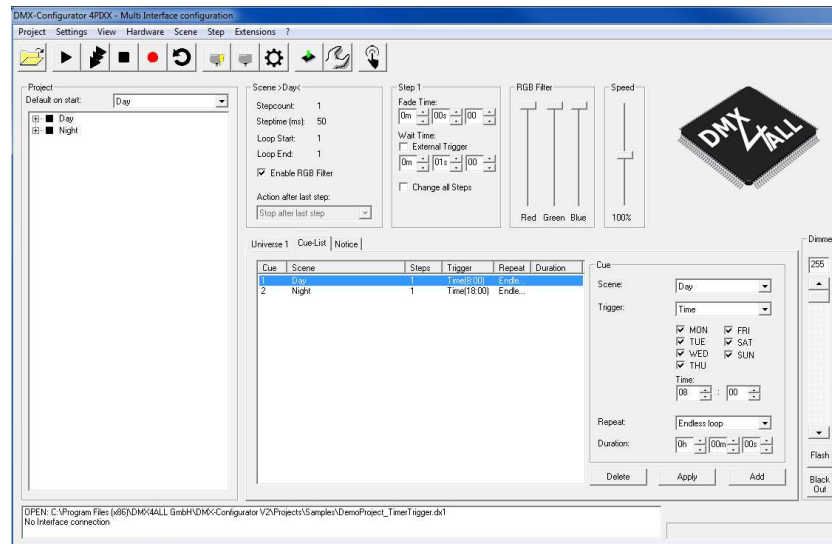 DMX-Configurator 4PIXX - Multi Interface configuration
Project Settings View Hardware Scene Step Extensions ?
Project
Default on start: Day
Day
Night
Scene >Day<
Stepcount: 1
Steptime (ms): 50
Loop Start: 1
Loop End: 1
Enable RGB Filter
Action after last step:
Stop after last step
Step 1
Fade Time:
0m 00s 00
Wait Time:
External Trigger
0m 01s 00
Change all Steps
RGB Filter
Red Green Blue
Speed
100%
DMX
4ALL
Universe 1 Cue-List Notice
Cue Scene Steps Trigger Repeat Duration
1 Day 1 Time(8:00) Endle...
2 Night 1 Time(18:00) Endle...
Cue
Scene: Day
Trigger: Time
MON FRI
TUE SAT
WED SUN
THU
Time:
08 : 00
Repeat: Endless loop
Duration: 0h 00m 00s
Delete Apply Add
Dimme
255
Flash
Black
Out
OPEN: C:\Program Files (x86)\DMX4ALL GmbH\DMX-Configurator V2\Projects\Samples\DemoProject_TimerTrigger.dx1
No Interface connection